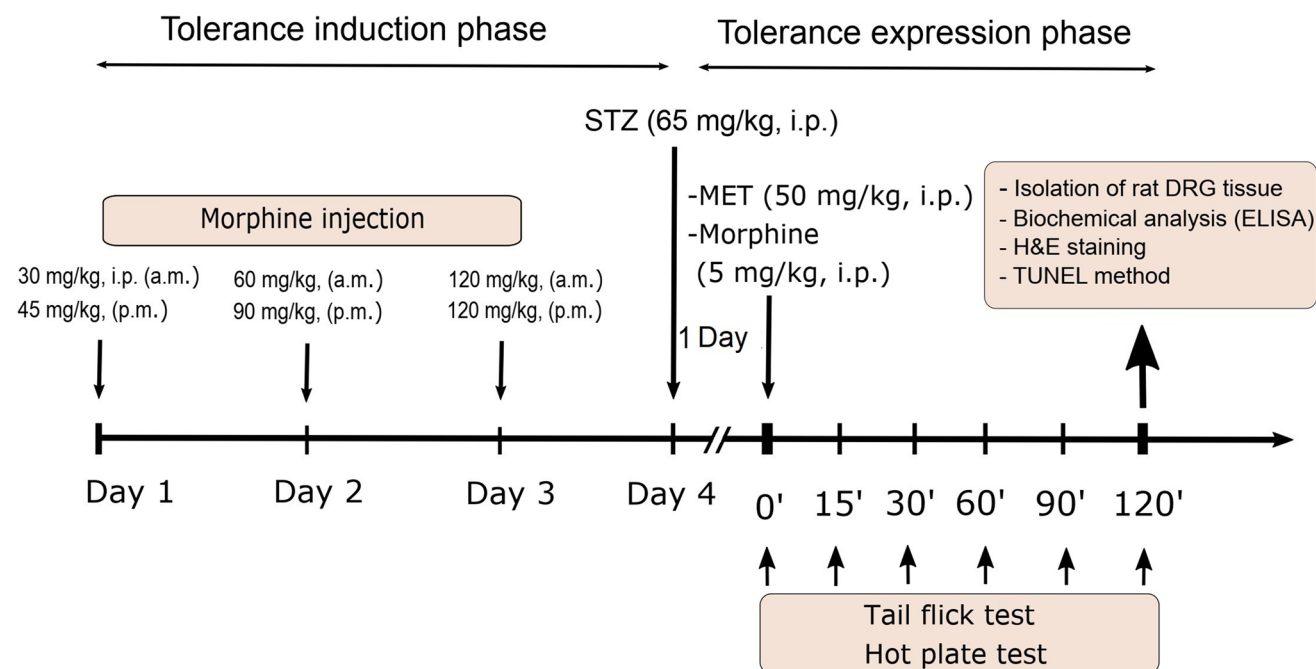 Tolerance induction phase
Tolerance expression phase
STZ (65 mg/kg, i.p.)
-MET (50 mg/kg, i.p.)
-Morphine
(5 mg/kg, i.p.)
- Isolation of rat DRG tissue
- Biochemical analysis (ELISA)
- H&E staining
- TUNEL method
Morphine injection
30 mg/kg, i.p. (a.m.)
45 mg/kg, (p.m.)
60 mg/kg, (a.m.)
90 mg/kg, (p.m.)
120 mg/kg, (a.m.)
120 mg/kg, (p.m.)
1 Day
Day 1
Day 2
Day 3
Day 4
0'
15'
30'
60'
90'
120'
Tail flick test
Hot plate test